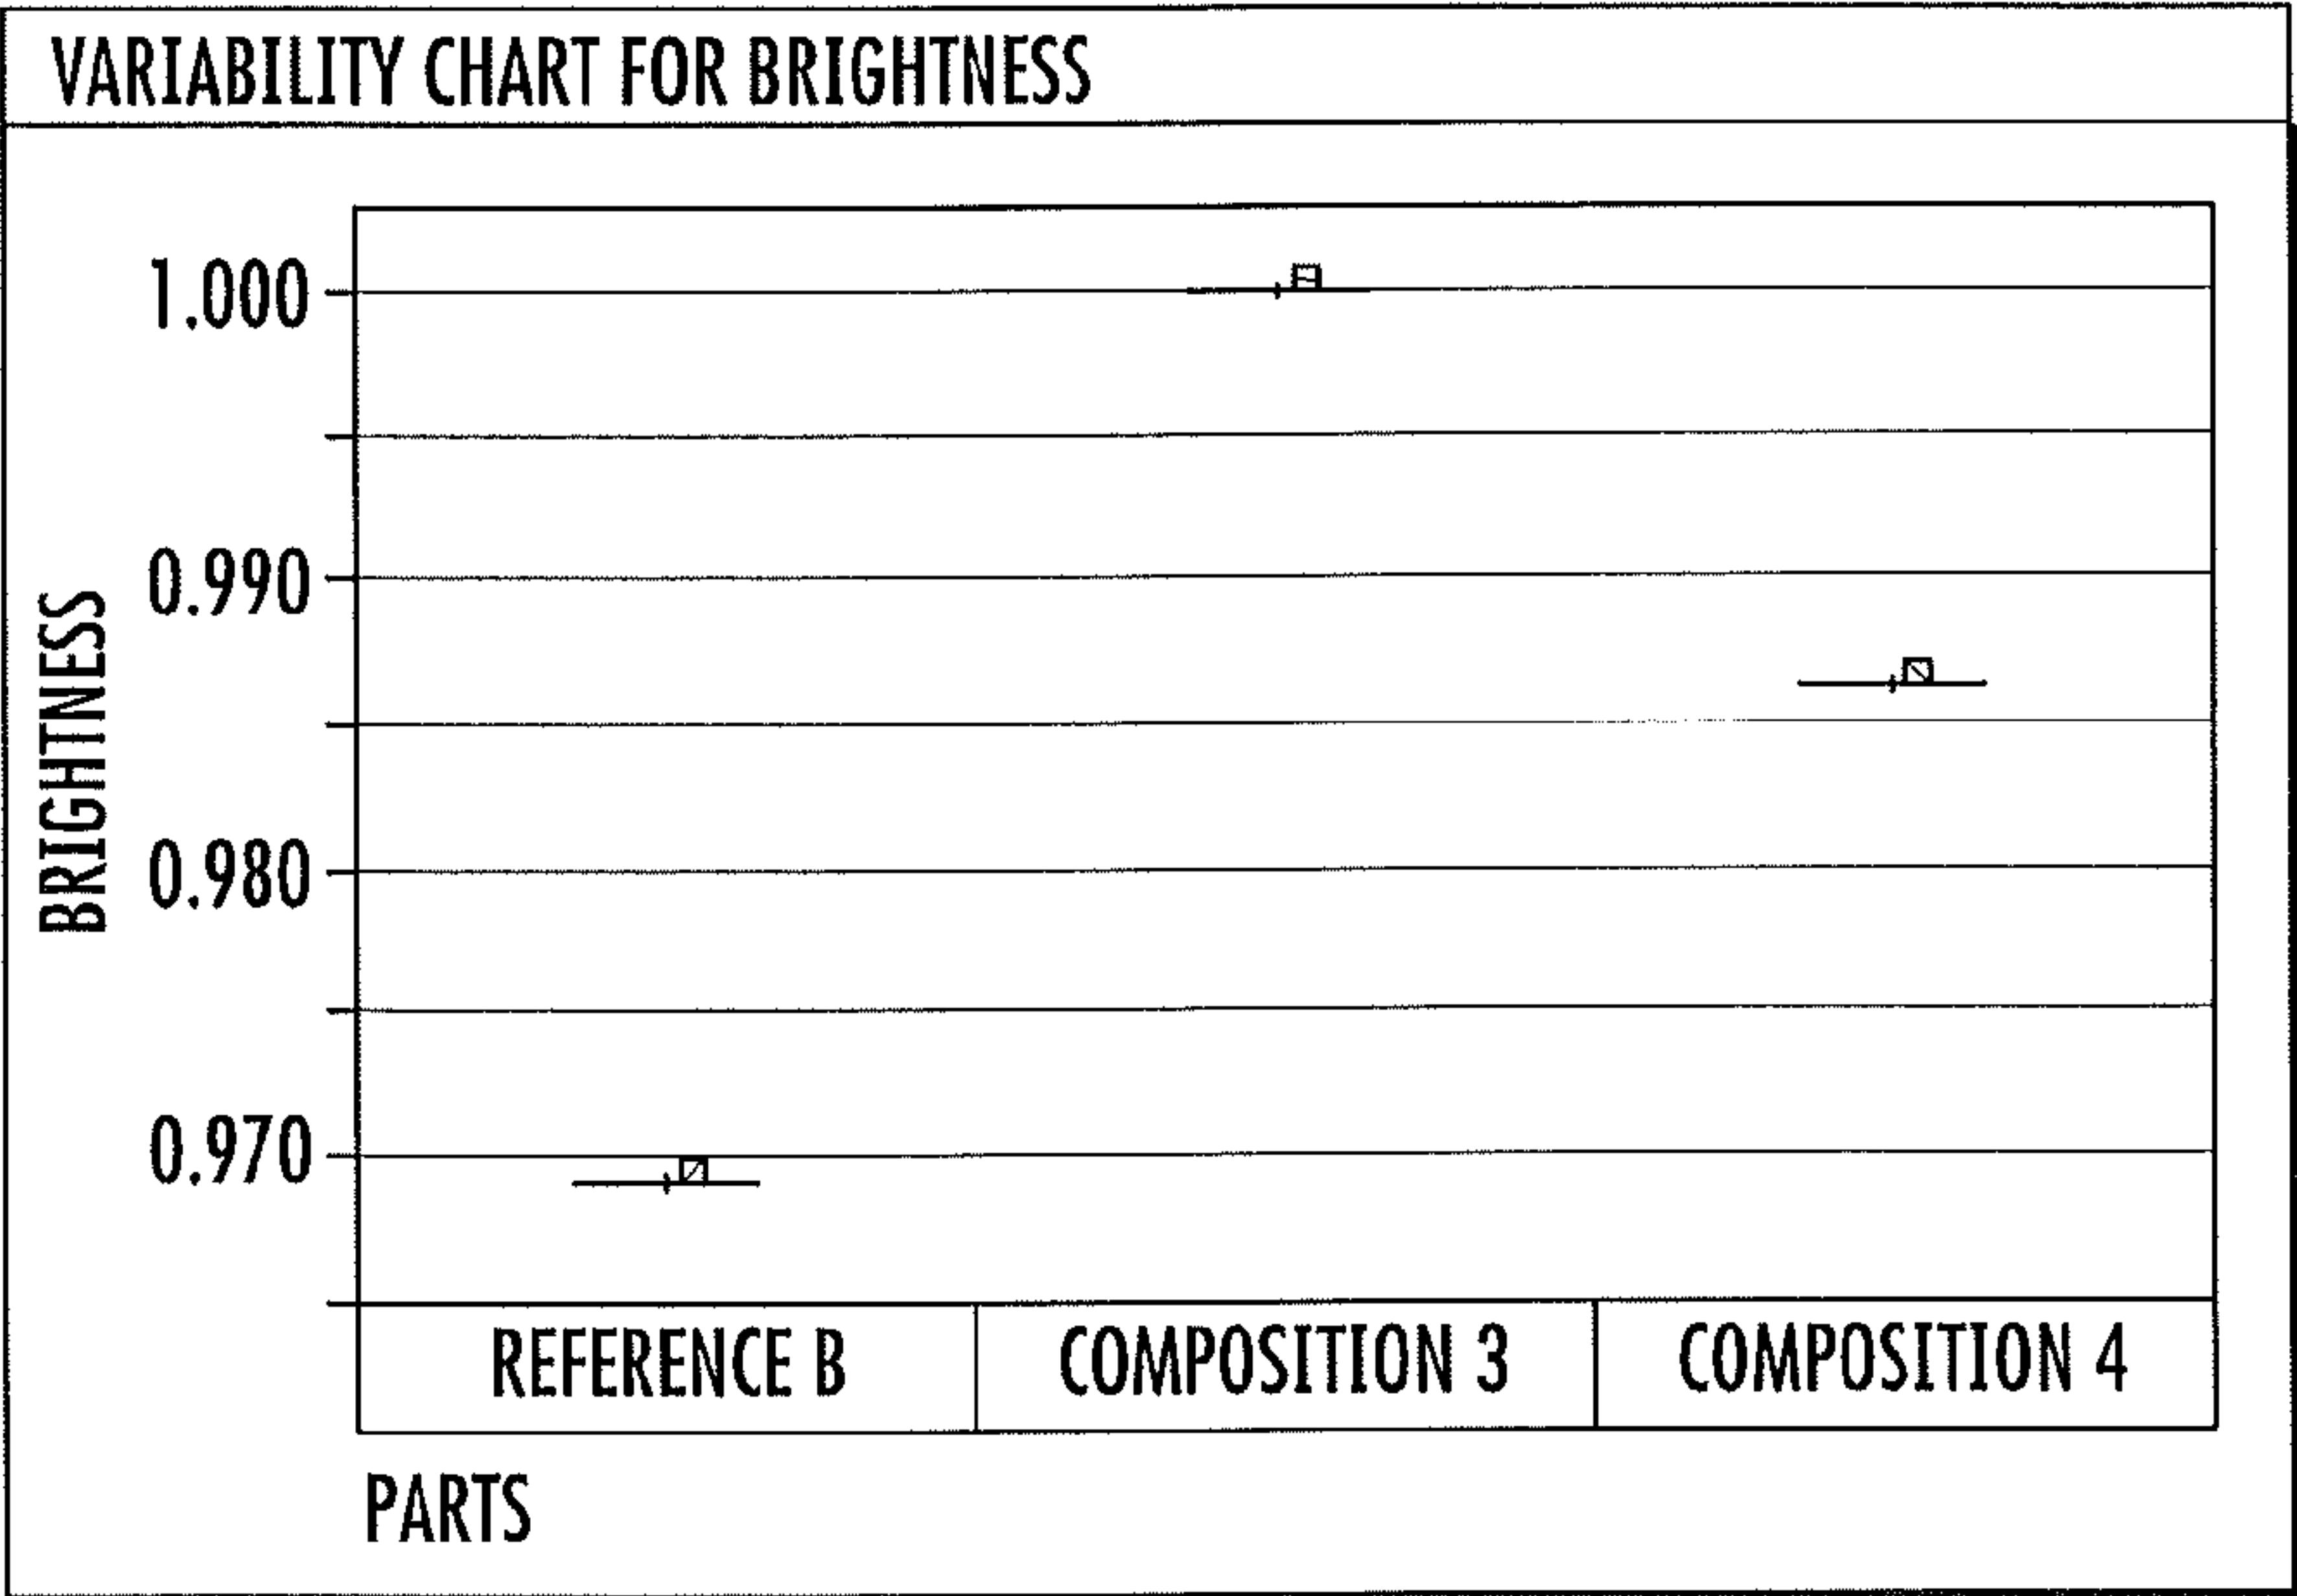 VARIABILITY CHART FOR BRIGHTNESS
BRIGHTNESS
1.000
0.990
0.980
0.970
REFERENCE B COMPOSITION 3 COMPOSITION 4
PARTS